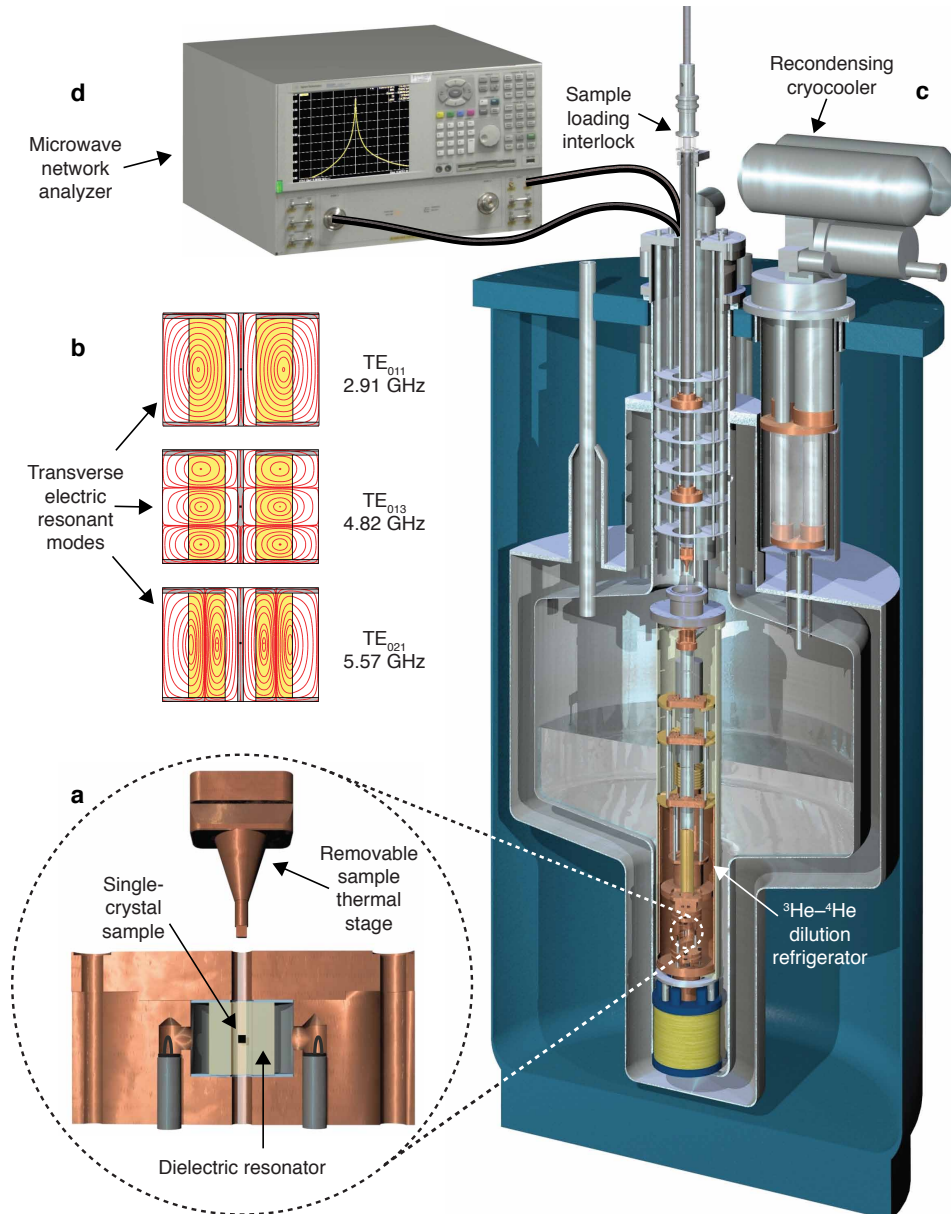 d
Microwave
network
analyzer
Sample
loading
interlock
Recondensing
cryocooler
c
b
TE011
2.91 GHz
Transverse
electric
resonant
modes
TE013
4.82 GHz
TE021
5.57 GHz
a
Single-
crystal
sample
Removable
sample
thermal
stage
3He–4He
dilution
refrigerator
Dielectric resonator